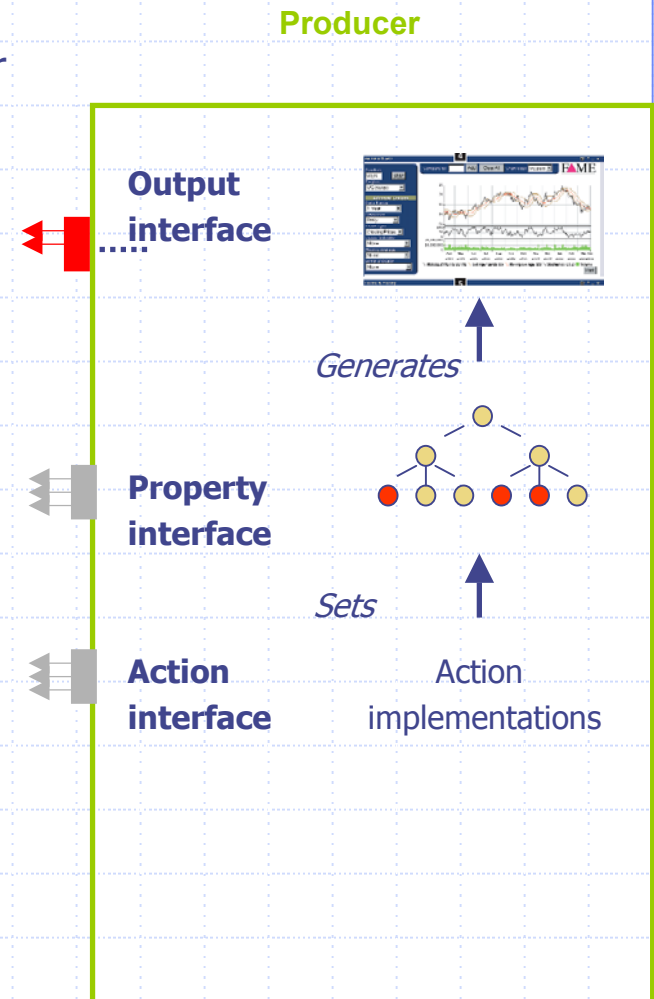 Producer
r
Output
interface
.....
FAME
Generates
Property
interface
Sets
Action
interface
Action
implementations